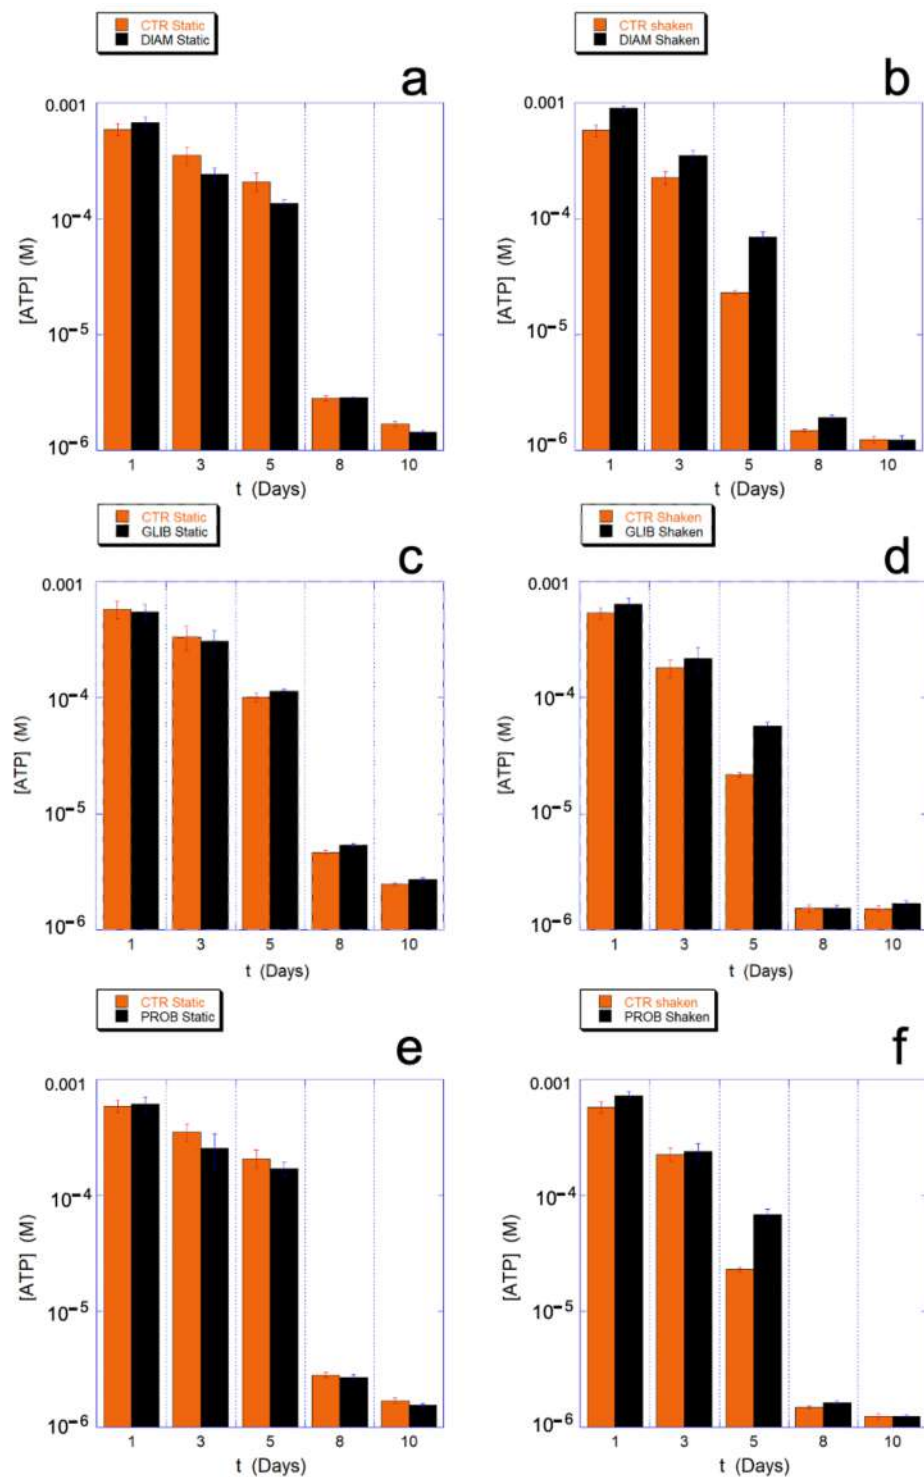 CTR Static
DIAM Static
a
0.001
10−4
10−5
10−6
[ATP] (M)
1 3 5 8 10
t (Days)
CTR shaken
DIAM Shaken
b
0.001
10−4
10−5
10−6
[ATP] (M)
1 3 5 8 10
t (Days)
CTR Static
GLIB Static
c
0.001
10−4
10−5
10−6
[ATP] (M)
1 3 5 8 10
t (Days)
CTR Shaken
GLIB Shaken
d
0.001
10−4
10−5
10−6
[ATP] (M)
1 3 5 8 10
t (Days)
CTR Static
PROB Static
e
0.001
10−4
10−5
10−6
[ATP] (M)
1 3 5 8 10
t (Days)
CTR shaken
PROB Shaken
f
0.001
10−4
10−5
10−6
[ATP] (M)
1 3 5 8 10
t (Days)